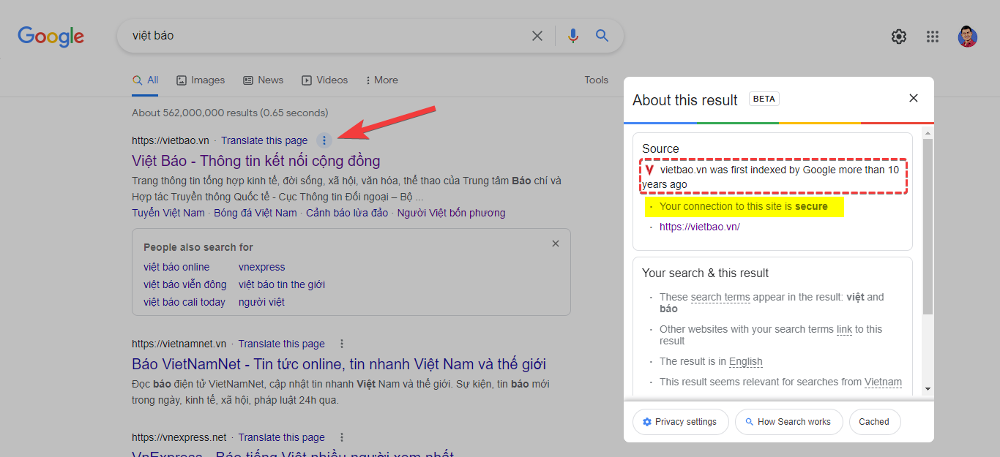 Google
việt báo
All
Images
News
Videos
More
Tools
About 562,000,000 results (0.65 seconds)
https://vietbao.vn · Translate this page
Việt Báo - Thông tin kết nối cộng đồng
Trang thông tin tổng hợp kinh tế, đời sống, xã hội, văn hóa, thể thao của Trung tâm Báo chí và
Hợp tác Truyền thông Quốc tế - Cục Thông tin Đối ngoại – Bộ ...
Tuyển Việt Nam · Bóng đá Việt Nam · Cảnh báo lừa đảo · Người Việt bốn phương
People also search for
việt báo online
vnexpress
việt báo viễn đông
việt báo tin the giới
việt báo cali today
người việt
https://vietnamnet.vn · Translate this page
Báo VietNamNet - Tin tức online, tin nhanh Việt Nam và thế giới
Đọc báo điện tử VietNamNet, cập nhật tin nhanh Việt Nam và thế giới. Sự kiện, tin báo mới
trong ngày, kinh tế, xã hội, pháp luật 24h qua.
https://vnexpress.net · Translate this page
VnExpress - Báo tiếng Việt nhiều người xem nhất
About this result
BETA
Source
vietbao.vn was first indexed by Google more than 10
years ago
· Your connection to this site is secure
· https://vietbao.vn/
Your search & this result
· These search terms appear in the result: việt and
báo
· Other websites with your search terms link to this
result
· The result is in English
· This result seems relevant for searches from Vietnam
Privacy settings
How Search works
Cached